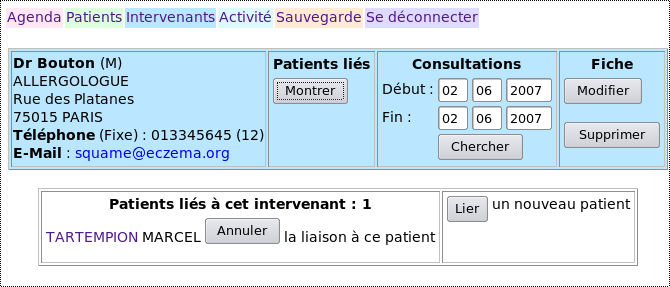 Agenda Patients Intervenants Activité Sauvegarde Se déconnecter
Dr Bouton (M)
ALLERGOLOGUE
Rue des Platanes
75015 PARIS
Téléphone (Fixe) : 013345645 (12)
E-Mail : squame@eczema.org
Patients liés
Montrer
Consultations
Début : 02 06 2007
Fin : 02 06 2007
Chercher
Fiche
Modifier
Supprimer
Patients liés à cet intervenant : 1
TARTEMPION MARCEL Annuler la liaison à ce patient
Lier un nouveau patient